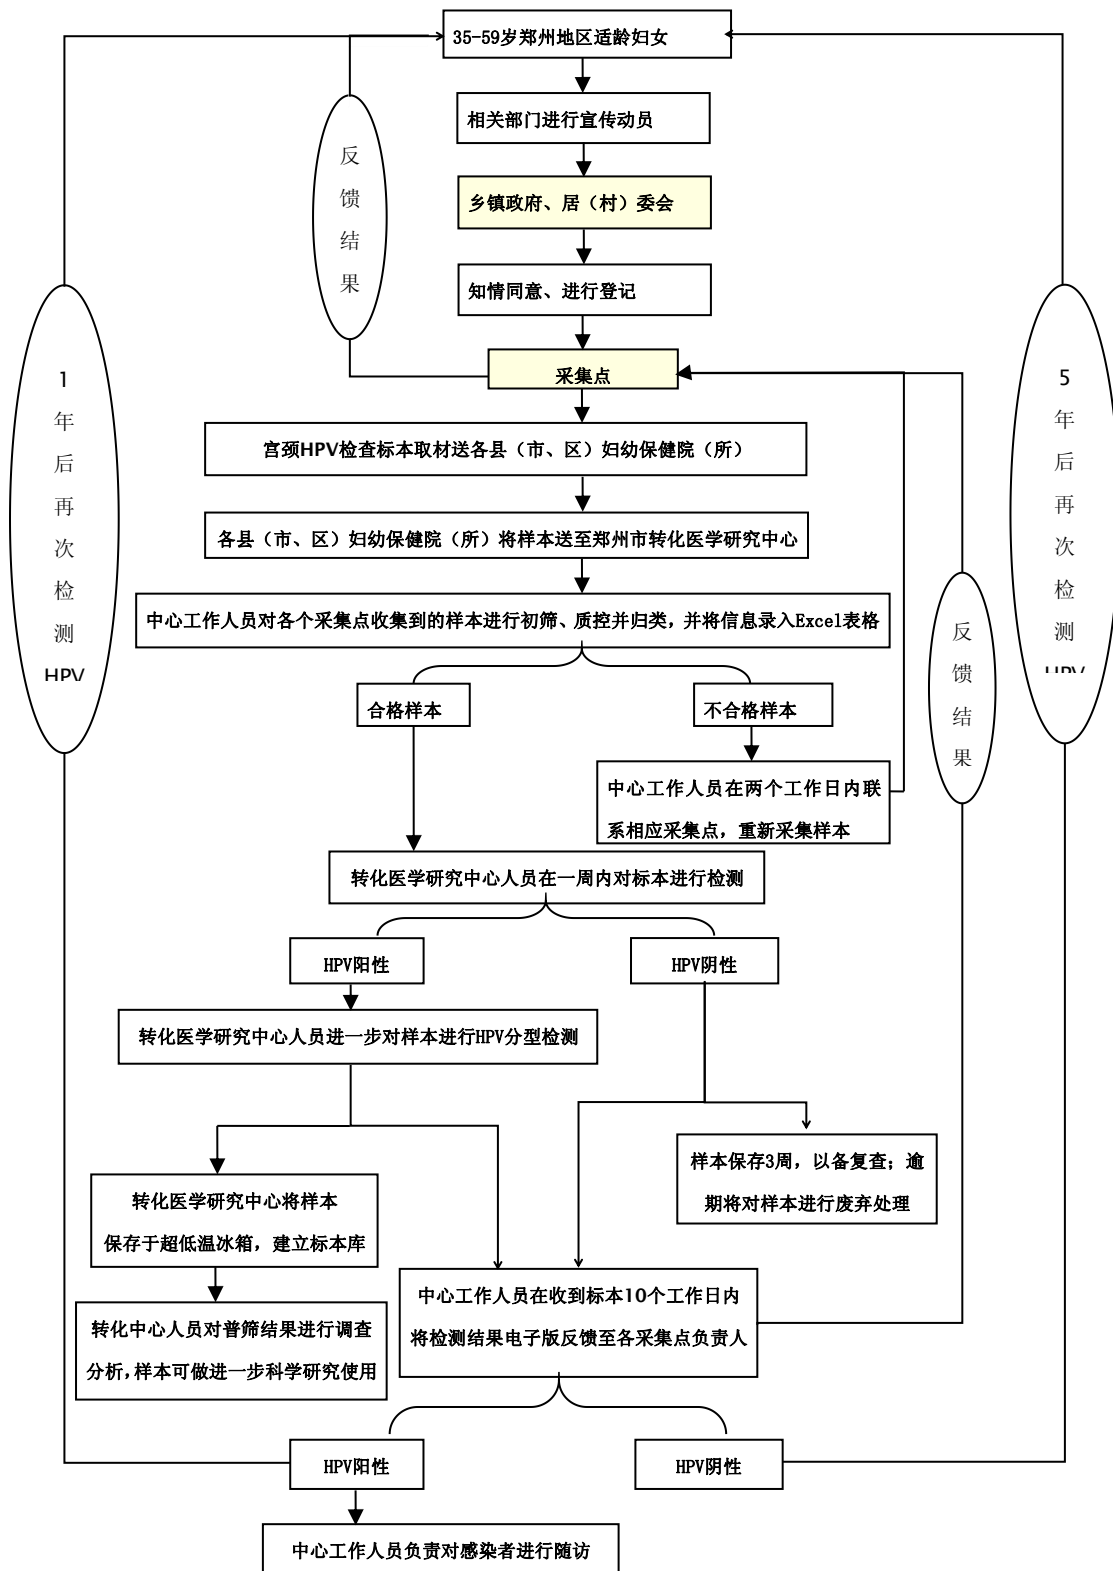 35-59岁郑州地区适龄妇女
相关部门进行宣传动员
乡镇政府、居（村）委会
知情同意、进行登记
采集点
反
馈
结
果
1
年
后
再
次
检
测
HPV
5
年
后
再
次
检
测
HPV
宫颈HPV检查标本取材送各县（市、区）妇幼保健院（所）
各县（市、区）妇幼保健院（所）将样本送至郑州市转化医学研究中心
中心工作人员对各个采集点收集到的样本进行初筛、质控并归类，并将信息录入Excel表格
反
馈
结
果
合格样本
不合格样本
中心工作人员在两个工作日内联
系相应采集点，重新采集样本
转化医学研究中心人员在一周内对标本进行检测
HPV阳性
HPV阴性
转化医学研究中心人员进一步对样本进行HPV分型检测
样本保存3周，以备复查；逾
期将对样本进行废弃处理
转化医学研究中心将样本
保存于超低温冰箱，建立标本库
中心工作人员在收到标本10个工作日内
将检测结果电子版反馈至各采集点负责人
转化中心人员对普筛结果进行调查
分析，样本可做进一步科学研究使用
HPV阳性
HPV阴性
中心工作人员负责对感染者进行随访